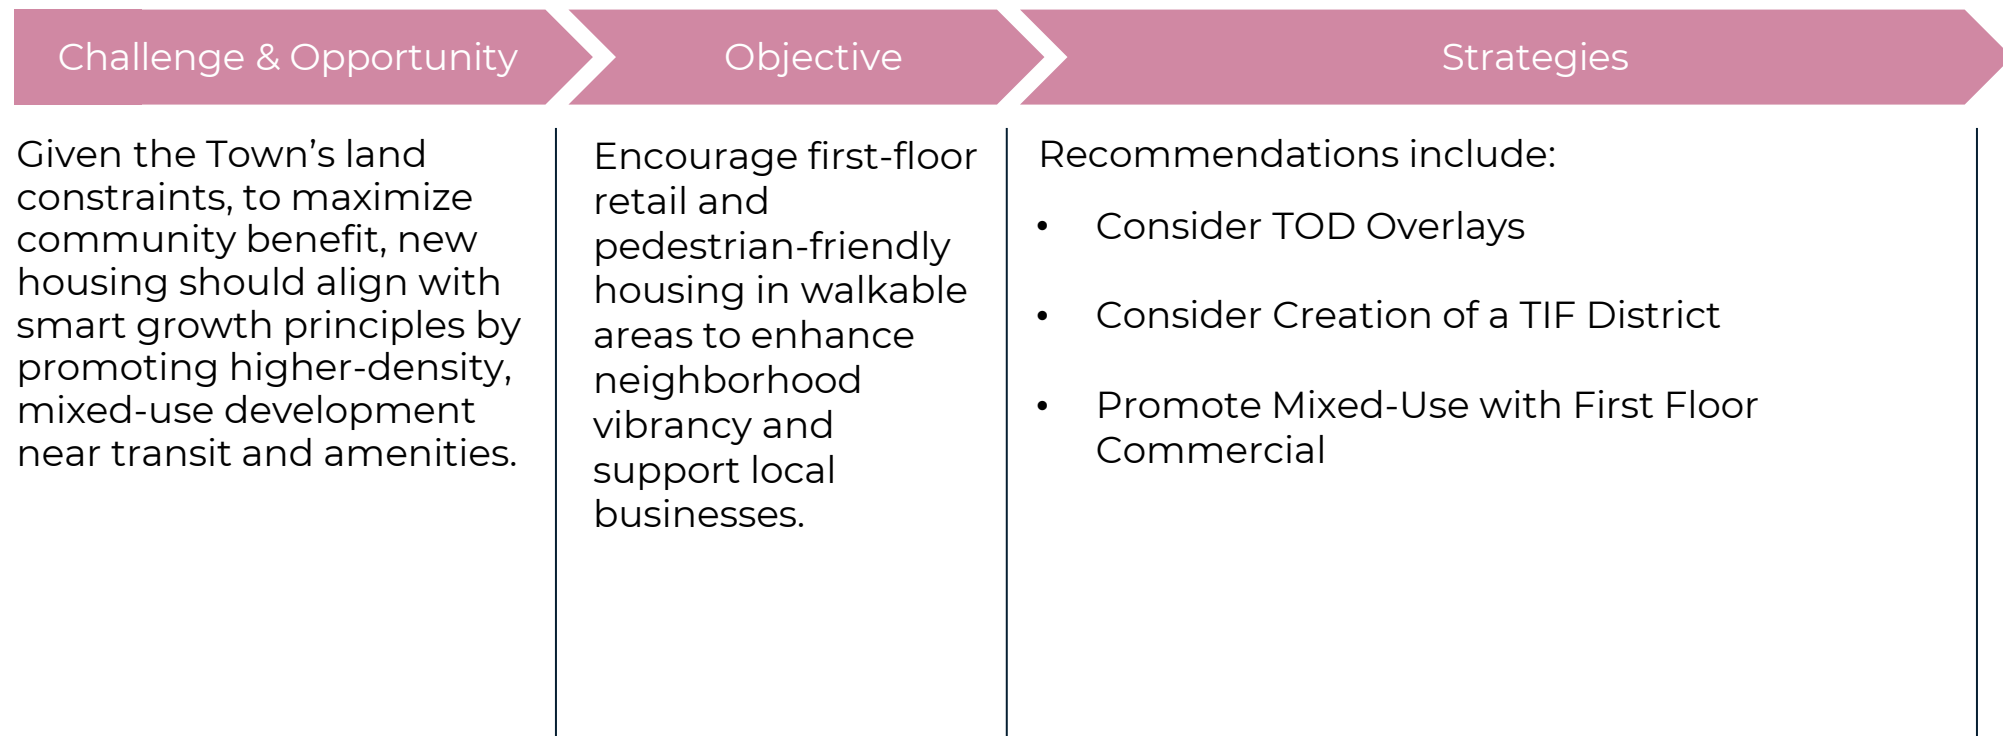 Challenge & Opportunity
Objective
Strategies
Given the Town’s land
constraints, to maximize
community benefit, new
housing should align with
smart growth principles by
promoting higher-density,
mixed-use development
near transit and amenities.
Encourage first-floor
retail and
pedestrian-friendly
housing in walkable
areas to enhance
neighborhood
vibrancy and
support local
businesses.
Recommendations include:
• Consider TOD Overlays
• Consider Creation of a TIF District
• Promote Mixed-Use with First Floor
Commercial